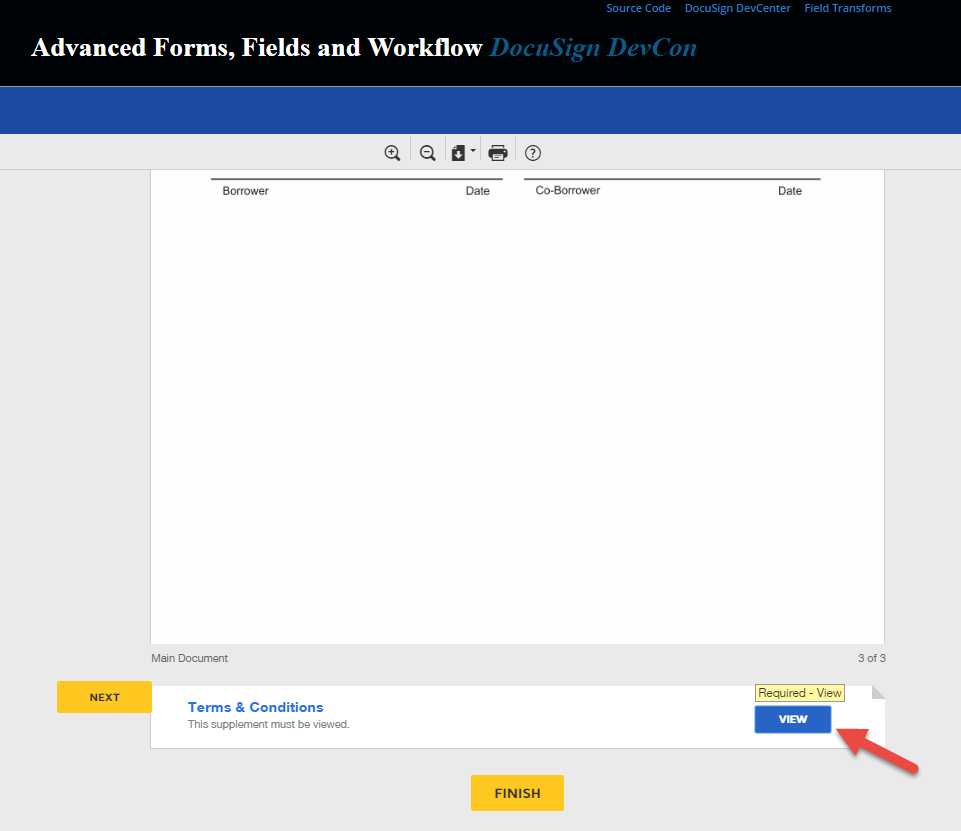 Source Code DocuSign DevCenter Field Transforms
Advanced Forms, Fields and Workflow DocuSign DevCon
?
Borrower Date Co-Borrower Date
Main Document 3 of 3
NEXT
Terms & Conditions
This supplement must be viewed.
Required - View
VIEW
FINISH